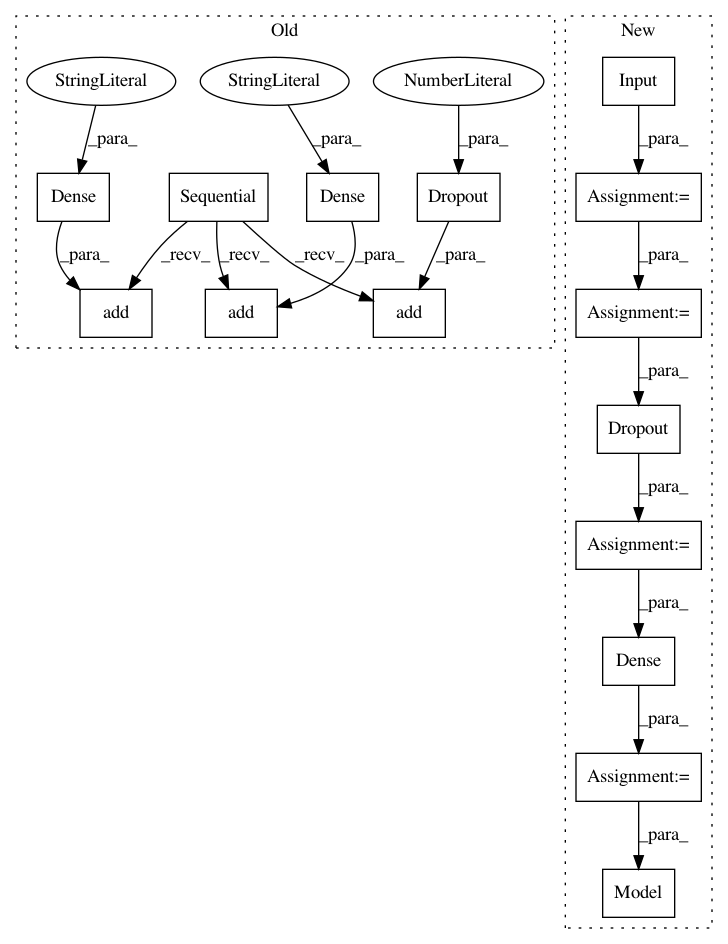 Old
New
StringLiteral
StringLiteral
NumberLiteral
Input
_para_
_para_
_para_
_para_
Dense
Sequential
Dense
Dropout
Assignment:=
_para_
_recv_
_recv_
_para_
_recv_
_para_
_para_
add
add
add
Assignment:=
_para_
Dropout
_para_
Assignment:=
_para_
Dense
_para_
Assignment:=
_para_
Model